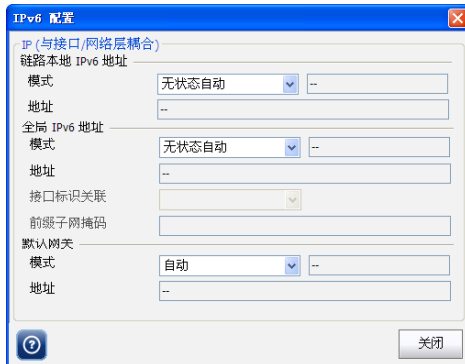 IPv6 配置
IP (与接口/网络层耦合)
链路本地 IPv6 地址
模式 无状态自动 --
地址 --
全局 IPv6 地址
模式 无状态自动 --
地址 --
接口标识关联
前缀子网掩码
默认网关
模式 自动 --
地址 --
关闭